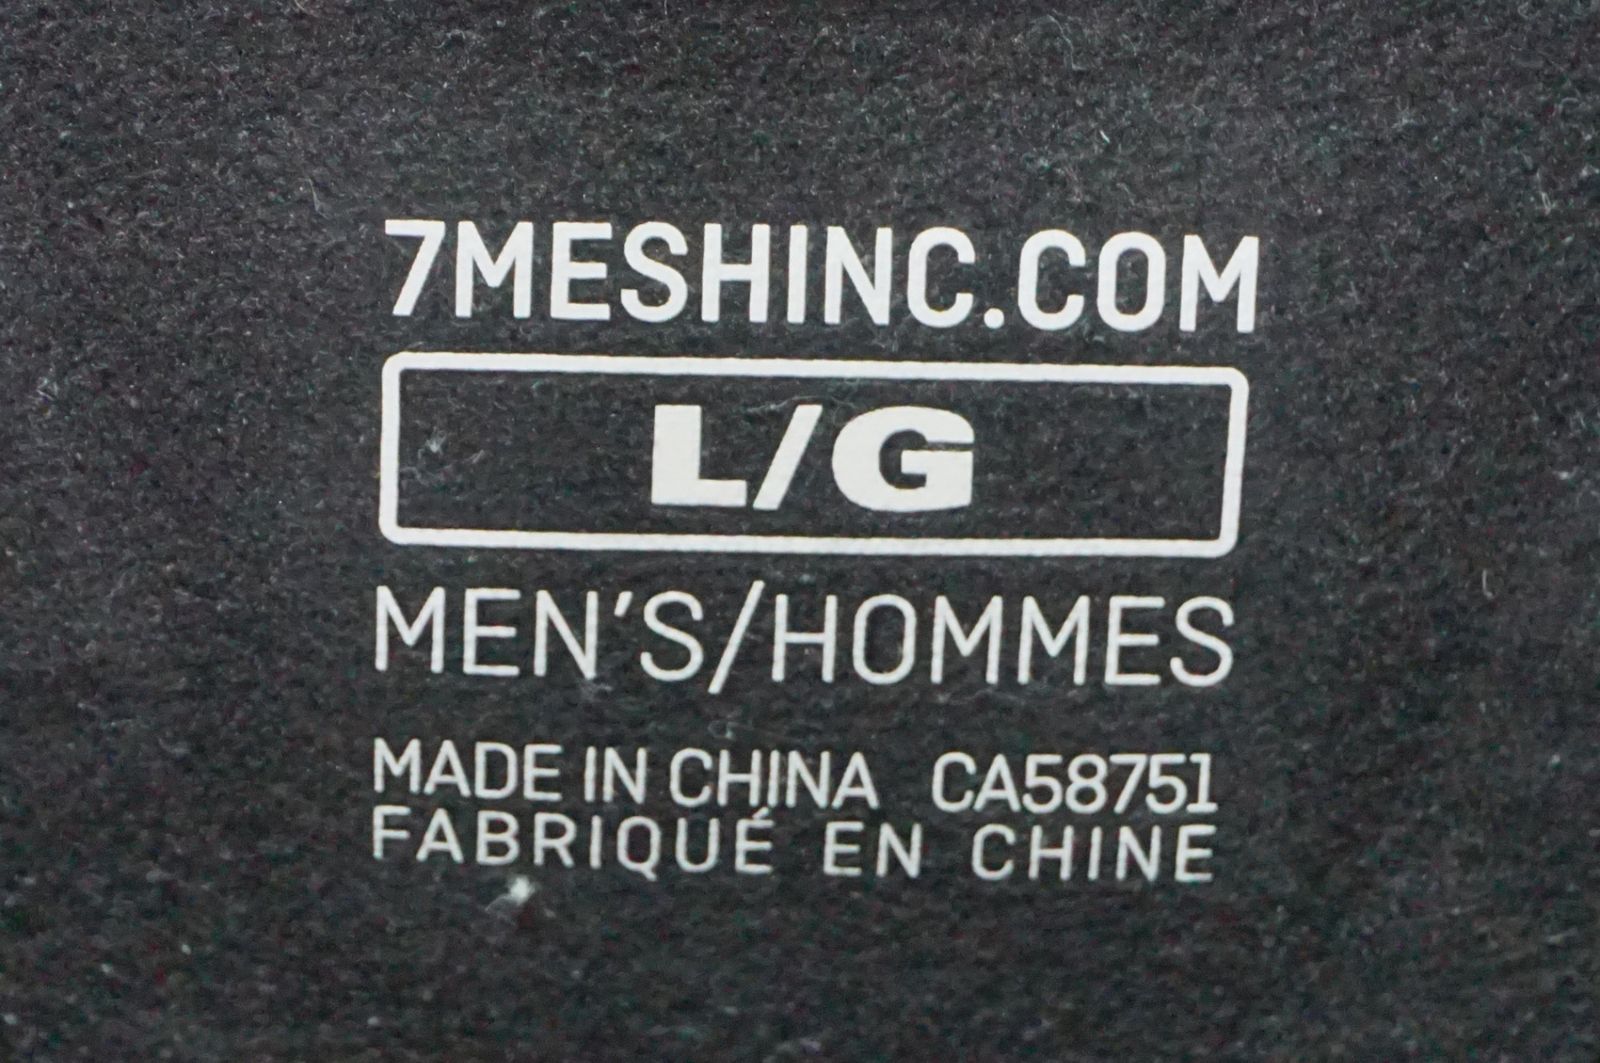 7MESHINC.COM
L/G
MEN'S/HOMMES
MADE IN CHINA CA58751
FABRIQUÉ EN CHINE